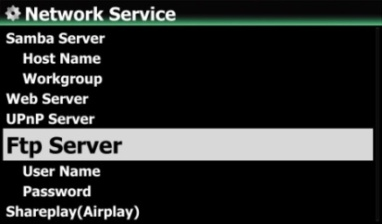 Network Service
Samba Server
Host Name
Workgroup
Web Server
UPnP Server
Ftp Server
User Name
Password
Shareplay(Airplay)